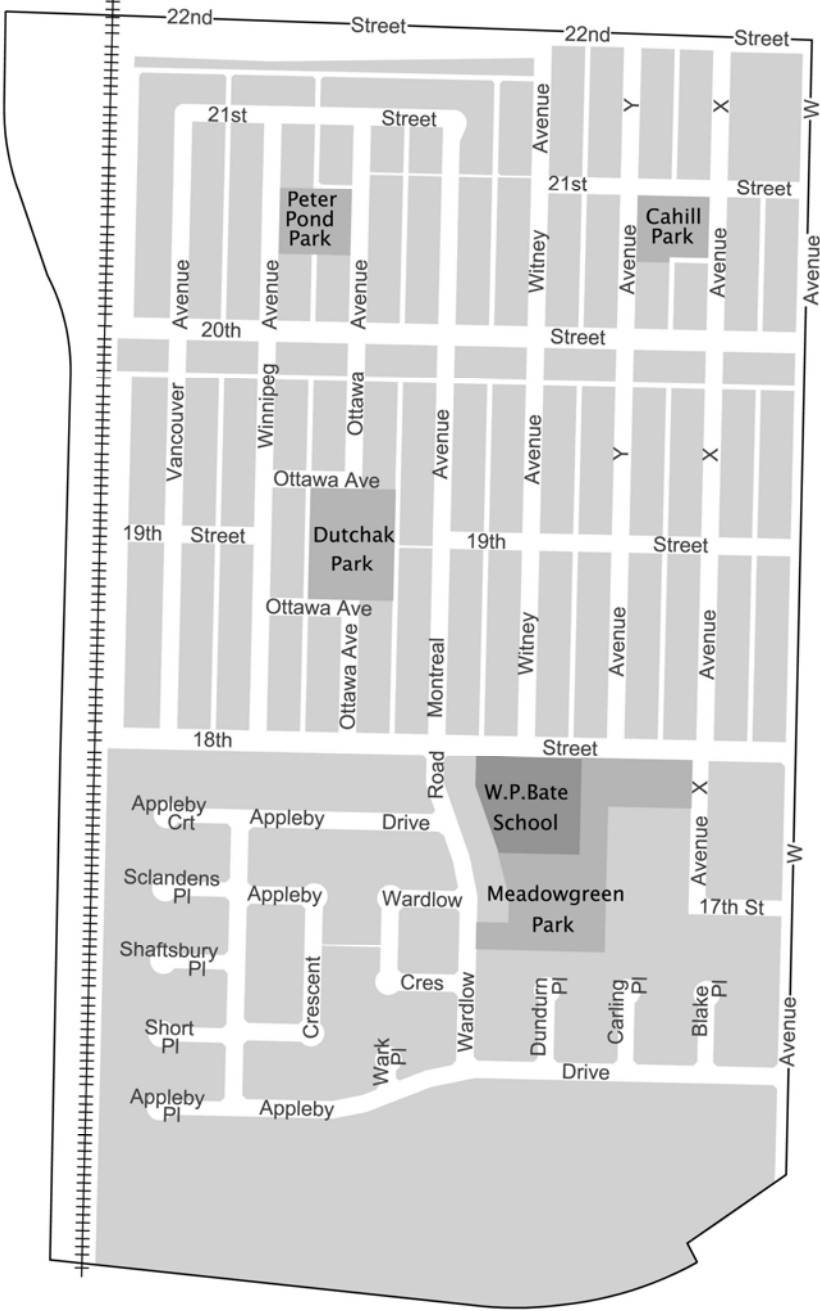 22nd Street 22nd Street
21st Street
Avenue
Y
X
W
21st Street
Peter
Pond
Park
Cahill
Park
Avenue
Avenue
Avenue
Witney
Avenue
Avenue
Avenue
20th Street
Vancouver
Winnipeg
Ottawa
Avenue
Avenue
Y
X
Ottawa Ave
19th Street
Dutchak
Park
19th Street
Ottawa Ave
Ottawa Ave
Montreal
Witney
Avenue
Avenue
18th Street
Road
X
W.P.Bate
School
Appleby
Crt
Appleby Drive
Avenue
W
Sclandens
Pl
Appleby
Wardlow
Meadowgreen
Park
17th St
Shaftsbury
Pl
Crescent
Cres
Wardlow
Dundurn
Pl
Carling
Pl
Blake
Pl
Avenue
Short
Pl
Wark
Pl
Drive
Appleby
Pl
Appleby